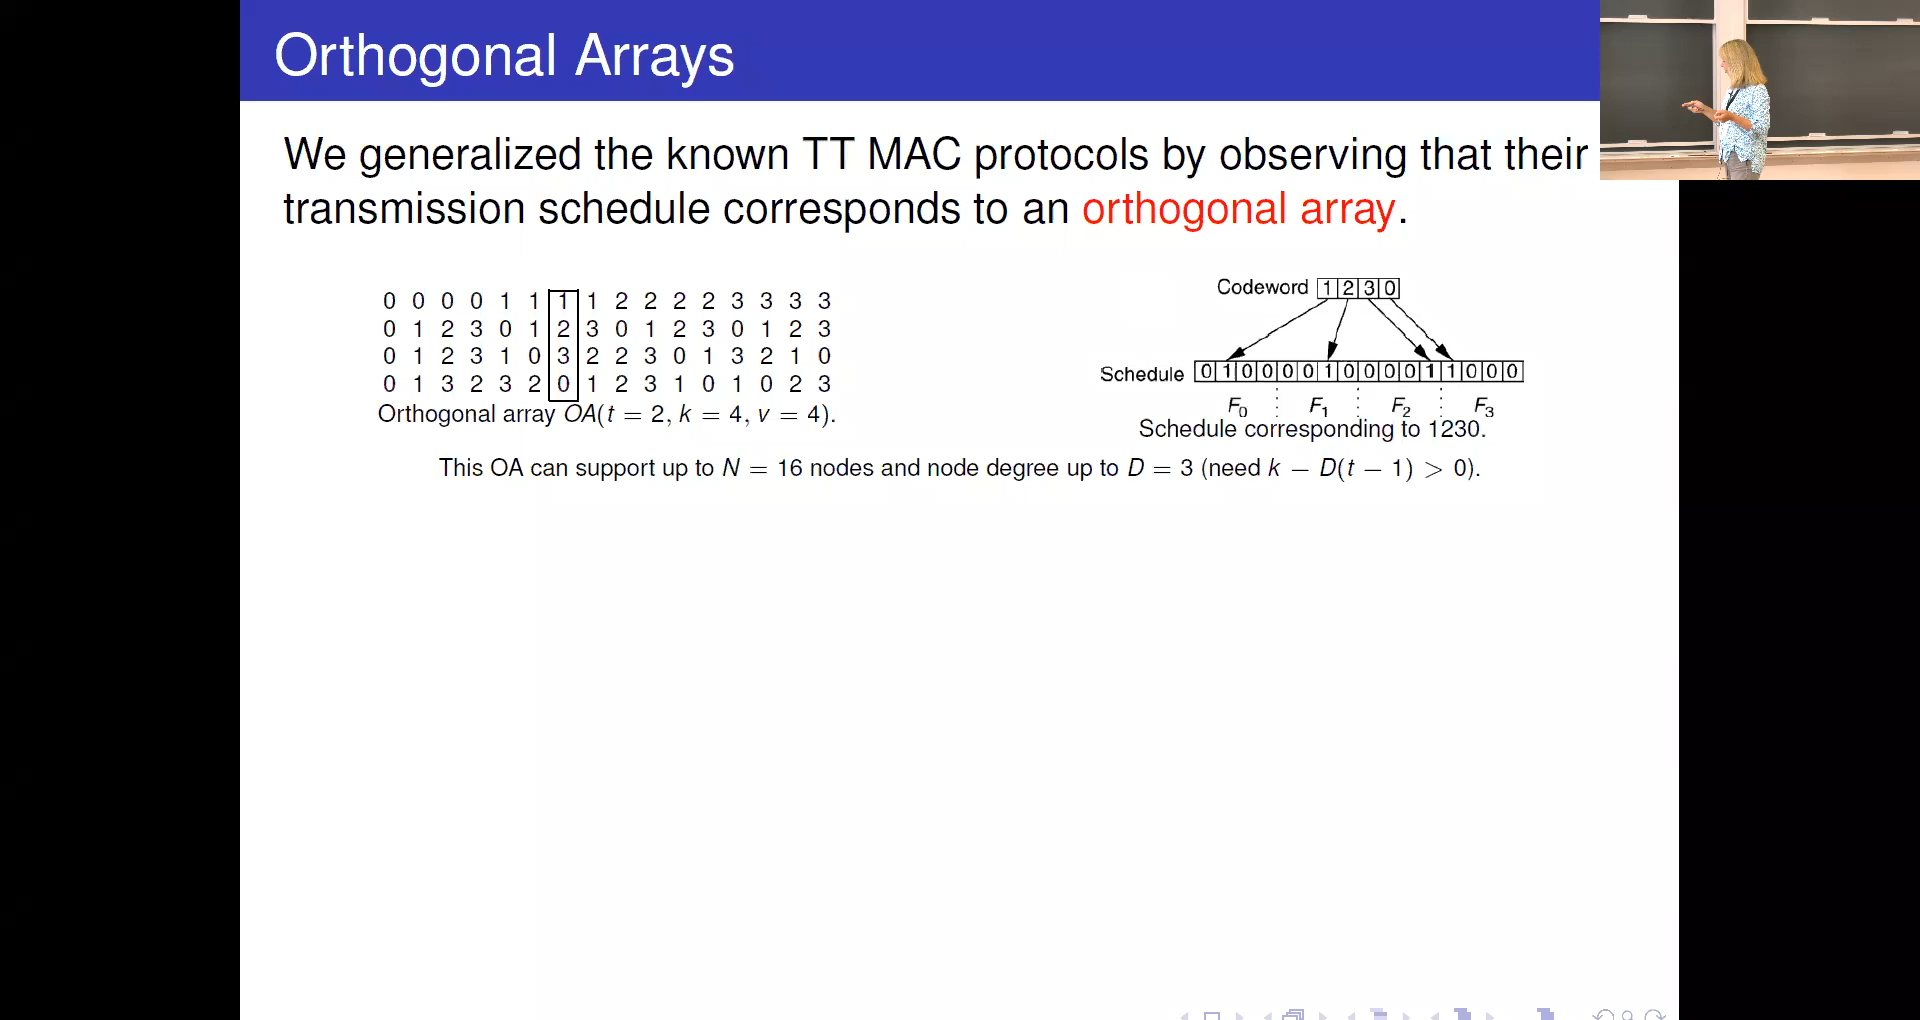 Orthogonal Arrays
We generalized the known TT MAC protocols by observing that their
transmission schedule corresponds to an orthogonal array.
0 0 0 0 1 1 1 1 2 2 2 2 3 3 3 3
0 1 2 3 0 1 2 3 0 1 2 3 0 1 2 3
0 1 2 3 1 0 3 2 2 3 0 1 3 2 1 0
0 1 3 2 3 2 0 1 2 3 1 0 1 0 2 3
Orthogonal array OA(t = 2, k = 4, v = 4).
Codeword 1 2 3 0
Schedule 0 1 0 0 0 0 1 0 0 0 0 1 1 0 0 0
F0 F1 F2 F3
Schedule corresponding to 1230.
This OA can support up to N = 16 nodes and node degree up to D = 3 (need k − D(t − 1) > 0).